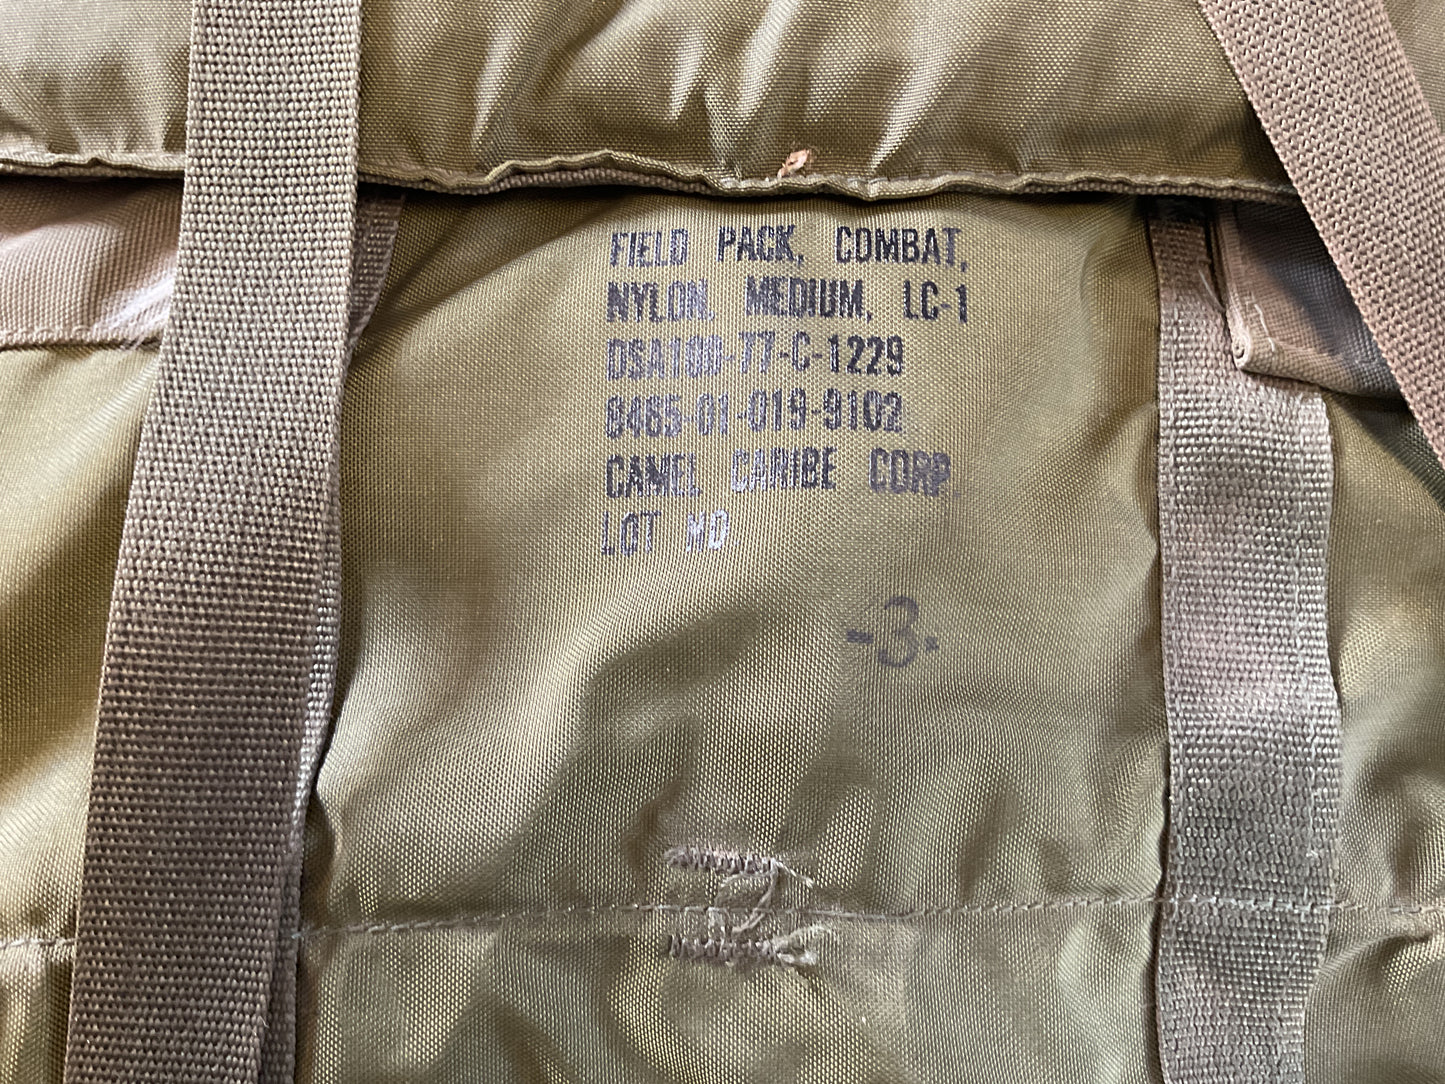 FIELD PACK, COMBAT,
NYLON, MEDIUM, LC-1
DSA100-77-C-1229
8465-01-019-9102
CAMEL CARIBE CORP.
LOT NO
-3.